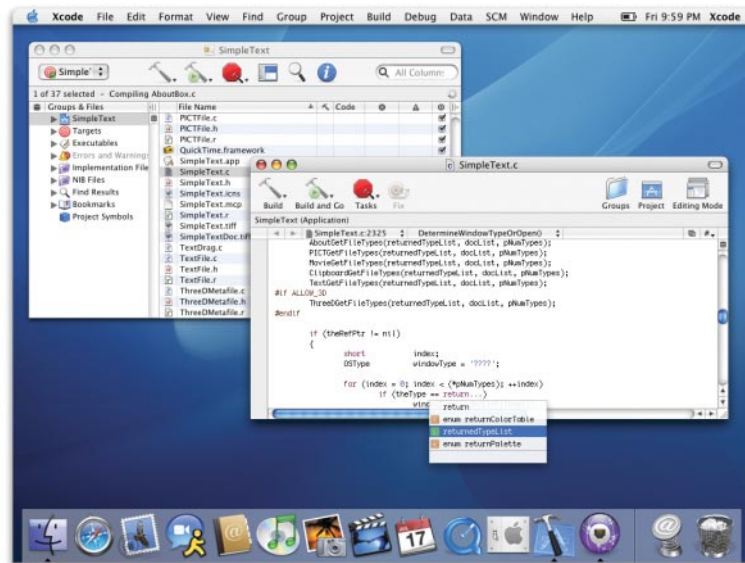 Xcode File Edit Format View Find Group Project Build Debug Data SCM Window Help Fri 9:59 PM Xcode
SimpleText
Simple
All Column
1 of 37 selected - Compiling AboutBox.c
Groups & Files
SimpleText
Targets
Executables
Errors and Warnings
Implementation File
NIB Files
Find Results
Bookmarks
Project Symbols
File Name Code
PICTFile.c
PICTFile.h
PICTFile.r
QuickTime.framework
SimpleText.app
SimpleText.c
SimpleText.h
SimpleText.icns
SimpleText.mcp
SimpleText.r
SimpleText.tiff
SimpleTextDoc.tiff
TextDrag.c
TextFile.c
TextFile.h
TextFile.r
ThreeDMetafile.c
ThreeDMetafile.h
ThreeDMetafile.r
SimpleText.c
Build Build and Go Tasks Fix Groups Project Editing Mode
SimpleText (Application)
SimpleText.c:2325 DetermineWindowTypeOrOpen() #
AboutGetFileTypes(returnedTypeList, docList, pNumTypes);
PICTGetFileTypes(returnedTypeList, docList, pNumTypes);
MovieGetFileTypes(returnedTypeList, docList, pNumTypes);
ClipboardGetFileTypes(returnedTypeList, docList, pNumTypes);
TextGetFileTypes(returnedTypeList, docList, pNumTypes);
#if ALLOW_3D
ThreeDGetFileTypes(returnedTypeList, docList, pNumTypes);
#endif
if (theRefPtr != nil)
{
short index;
OSType windowType = '????';
for (index = 0; index < (*pNumTypes); ++index)
if (theType == return...)
wind
return
enum returnColorTable
returnedTypeList
enum returnPalette
17